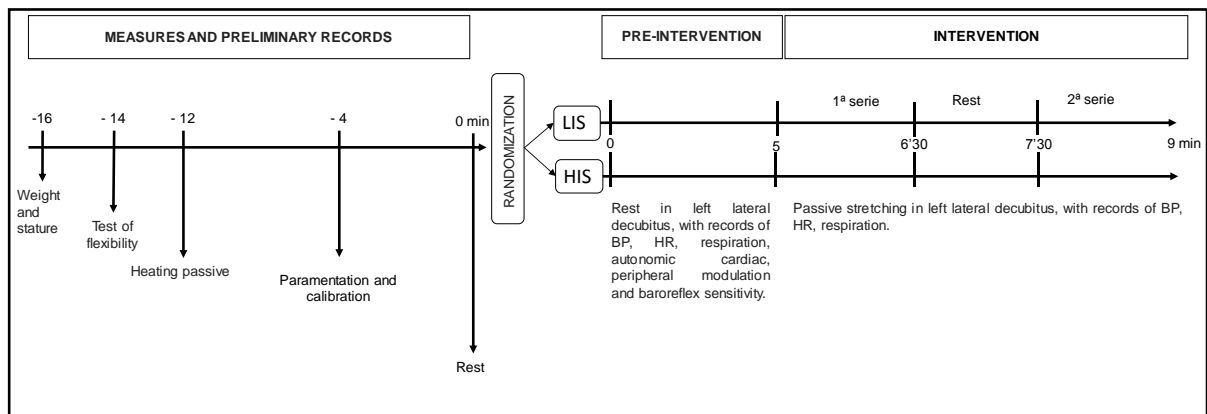 MEASURES AND PRELIMINARY RECORDS
PRE-INTERVENTION
INTERVENTION
-16
- 14
- 12
- 4
0 min
Weight
and
stature
Test of
flexibility
Heating passive
Paramentation and
calibration
Rest
RANDOMIZATION
LIS
HIS
1ª serie
Rest
2ª serie
0
5
6'30
7'30
9 min
Rest in left lateral
decubitus, with records of
BP, HR, respiration,
autonomic cardiac,
peripheral modulation
and baroreflex sensitivity.
Passive stretching in left lateral decubitus, with records of BP,
HR, respiration.